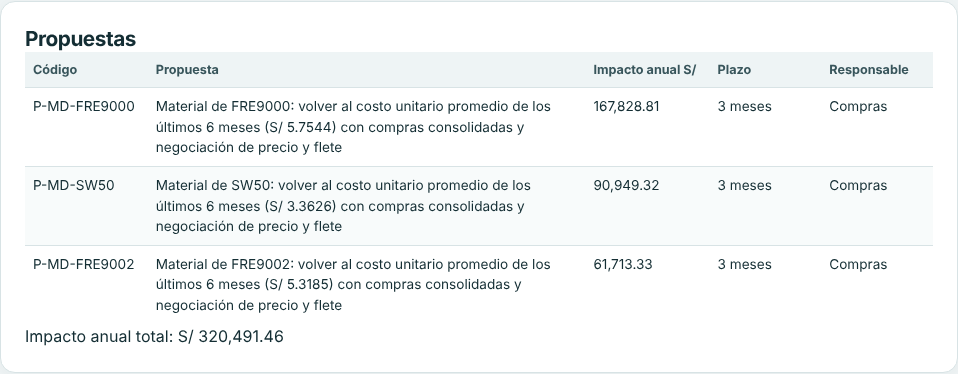 Propuestas
Código Propuesta Impacto anual S/ Plazo Responsable
P-MD-FRE9000 Material de FRE9000: volver al costo unitario promedio de los 167,828.81 3 meses Compras
últimos 6 meses (S/ 5.7544) con compras consolidadas y
negociación de precio y flete
P-MD-SW50 Material de SW50: volver al costo unitario promedio de los 90,949.32 3 meses Compras
últimos 6 meses (S/ 3.3626) con compras consolidadas y
negociación de precio y flete
P-MD-FRE9002 Material de FRE9002: volver al costo unitario promedio de los 61,713.33 3 meses Compras
últimos 6 meses (S/ 5.3185) con compras consolidadas y
negociación de precio y flete
Impacto anual total: S/ 320,491.46